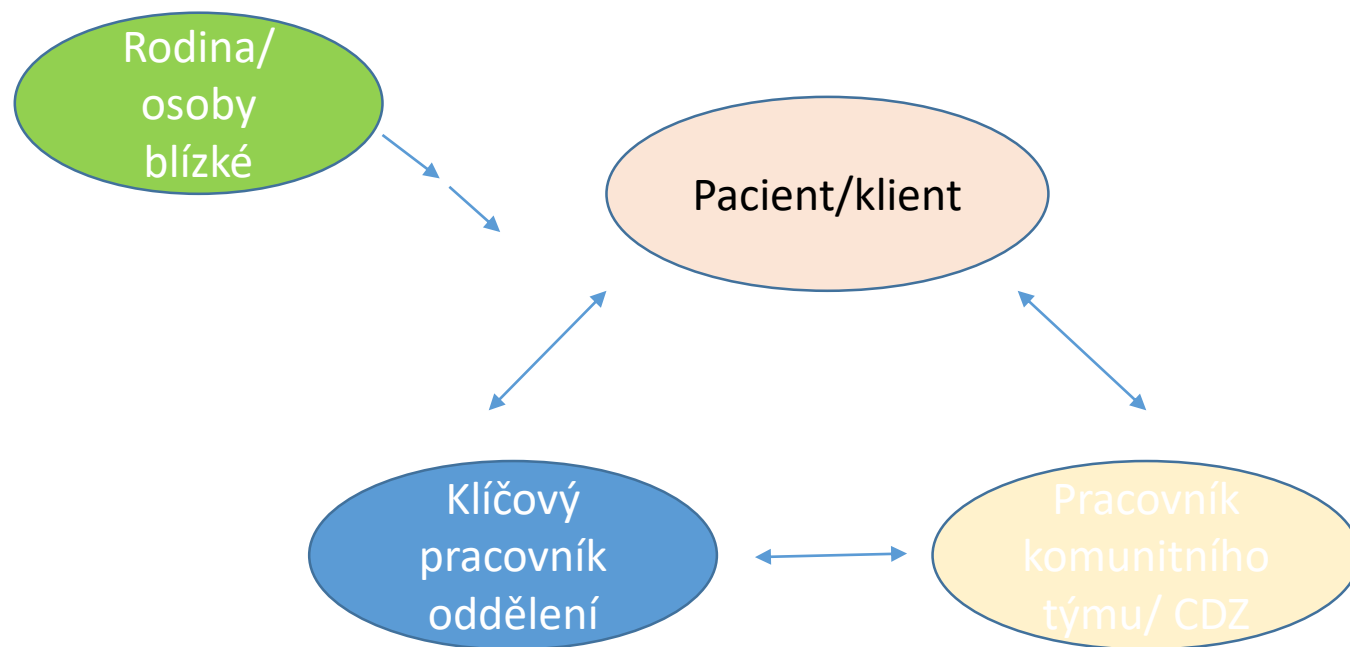 Rodina/
osoby
blízké
Pacient/klient
Klíčový
pracovník
oddělení
Pracovník
komunitního
týmu/ CDZ